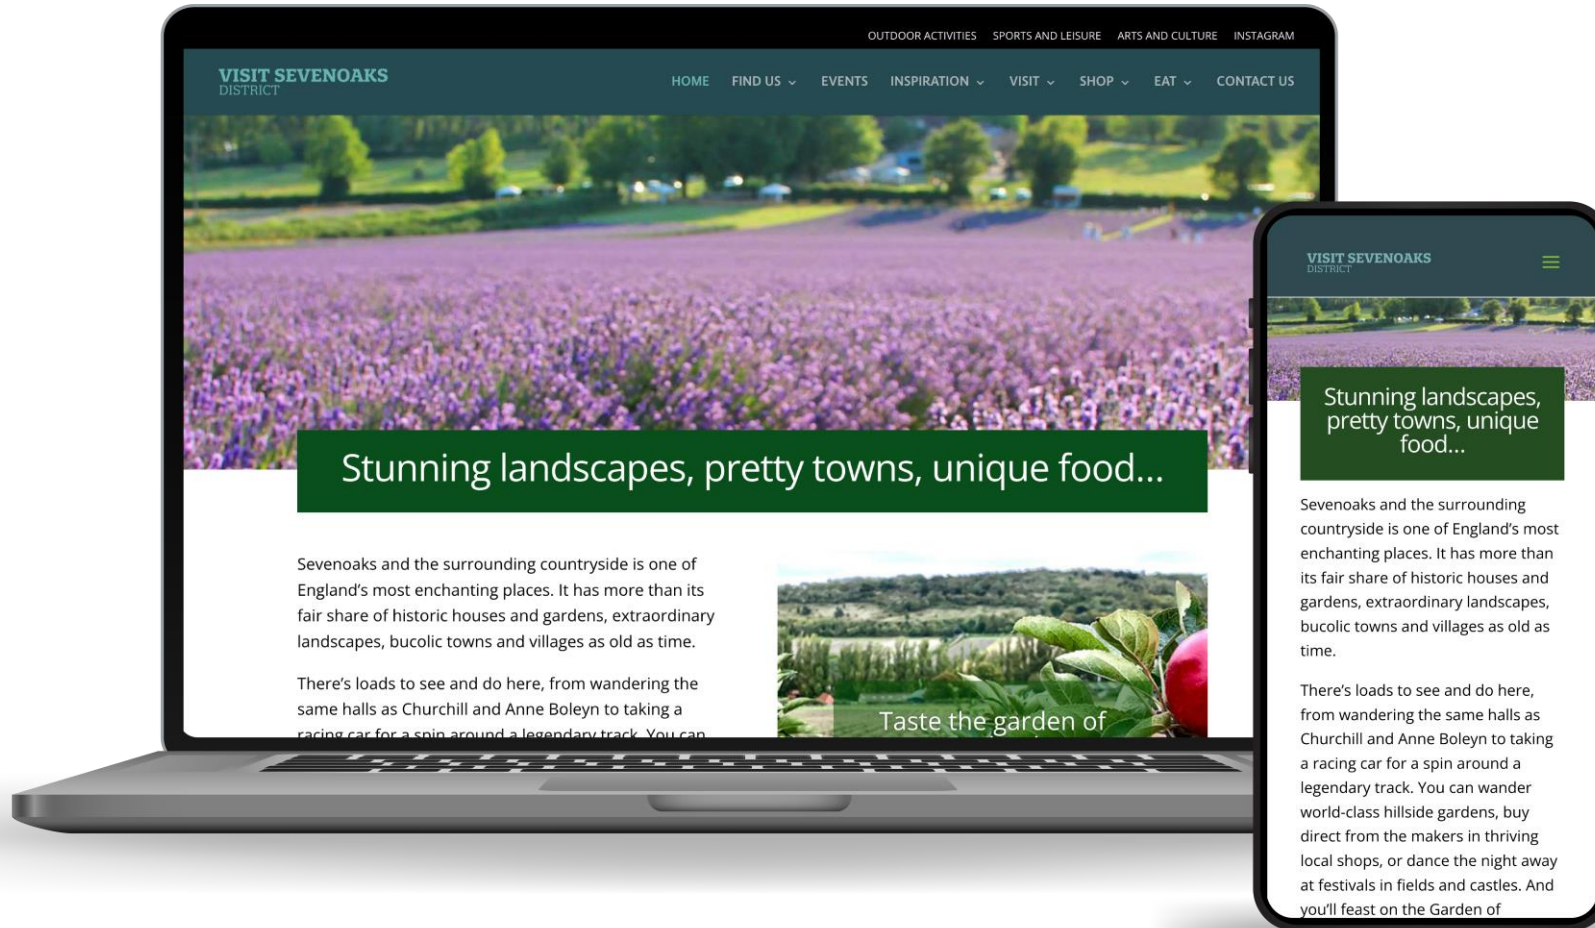 OUTDOOR ACTIVITIES SPORTS AND LEISURE ARTS AND CULTURE INSTAGRAM
VISIT SEVENOAKS
DISTRICT
HOME FIND US EVENTS INSPIRATION VISIT SHOP EAT CONTACT US
Stunning landscapes, pretty towns, unique food...
Sevenoaks and the surrounding countryside is one of
England’s most enchanting places. It has more than its
fair share of historic houses and gardens, extraordinary
landscapes, bucolic towns and villages as old as time.
There’s loads to see and do here, from wandering the
same halls as Churchill and Anne Boleyn to taking a
racing car for a spin around a legendary track. You can
Taste the garden of
VISIT SEVENOAKS
DISTRICT
Stunning landscapes,
pretty towns, unique
food...
Sevenoaks and the surrounding
countryside is one of England’s most
enchanting places. It has more than
its fair share of historic houses and
gardens, extraordinary landscapes,
bucolic towns and villages as old as
time.
There’s loads to see and do here,
from wandering the same halls as
Churchill and Anne Boleyn to taking
a racing car for a spin around a
legendary track. You can wander
world-class hillside gardens, buy
direct from the makers in thriving
local shops, or dance the night away
at festivals in fields and castles. And
you’ll feast on the Garden of